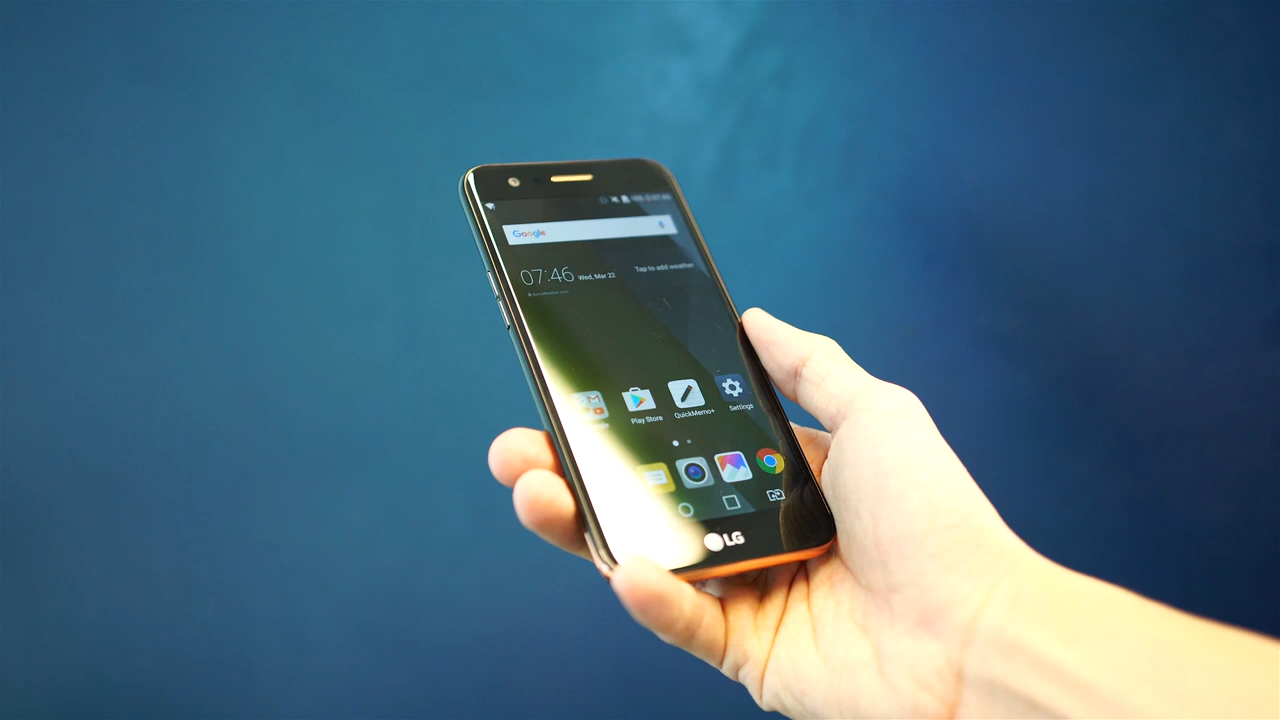 Google
07:46 Wed, Mar 22
Tap to add weather
Play Store
QuickMemo+
Settings
LG